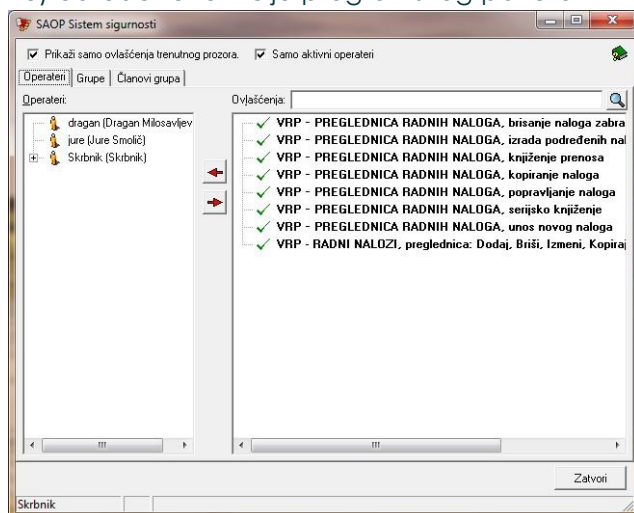 SAOP Sistem sigurnosti
Prikaži samo ovlašćenja trenutnog prozora. Samo aktivni operateri
Operateri Grupe Članovi grupa
Operateri: Ovlašćenja:
dragan (Dragan Milosavljev
jure (Jure Smolič)
Skrbnik (Skrbnik)
VRP - PREGLEDNICA RADNIH NALOGA, brisanje naloga zabra
VRP - PREGLEDNICA RADNIH NALOGA, izrada podređenih nal
VRP - PREGLEDNICA RADNIH NALOGA, knjiženje prenosa
VRP - PREGLEDNICA RADNIH NALOGA, kopiranje naloga
VRP - PREGLEDNICA RADNIH NALOGA, popravljanje naloga
VRP - PREGLEDNICA RADNIH NALOGA, serijsko knjiženje
VRP - PREGLEDNICA RADNIH NALOGA, unos novog naloga
VRP - RADNI NALOZI, preglednica: Dodaj, Briši, Izmeni, Kopiraj
Zatvori
Skrbnik